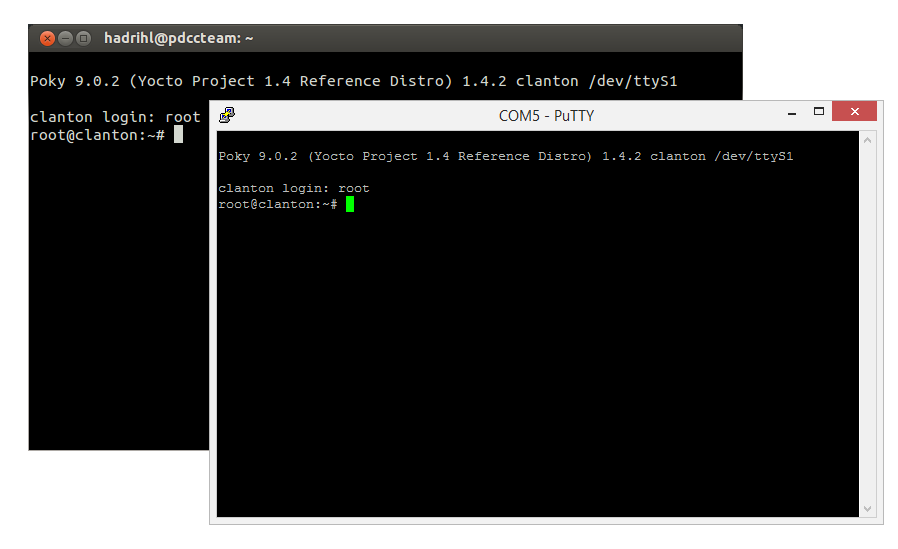 hadrihl@pdccteam: ~
Poky 9.0.2 (Yocto Project 1.4 Reference Distro) 1.4.2 clanton /dev/ttyS1
clanton login: root
root@clanton:~#
COM5 - PuTTY
Poky 9.0.2 (Yocto Project 1.4 Reference Distro) 1.4.2 clanton /dev/ttyS1
clanton login: root
root@clanton:~#